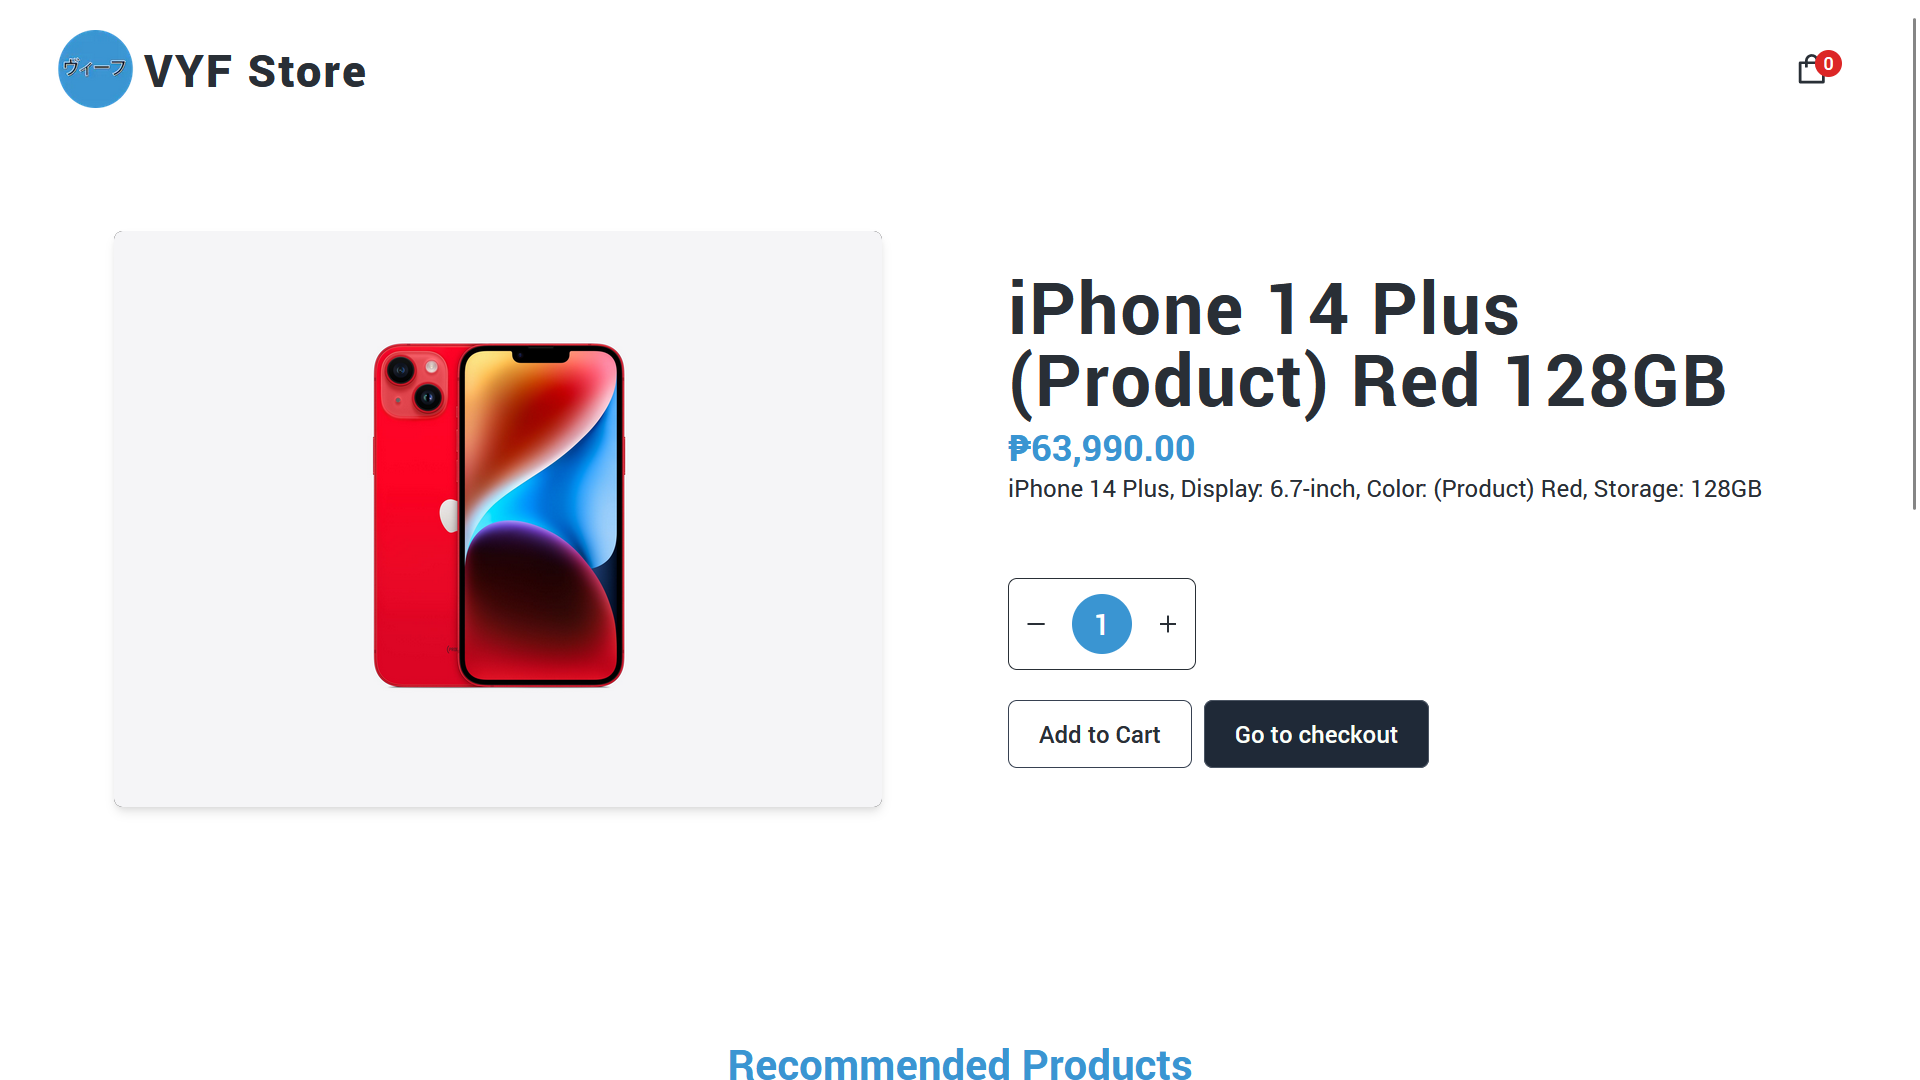 ヴィーフ
VYF Store
0
iPhone 14 Plus
(Product) Red 128GB
₱63,990.00
iPhone 14 Plus, Display: 6.7-inch, Color: (Product) Red, Storage: 128GB
1
Add to Cart
Go to checkout
Recommended Products